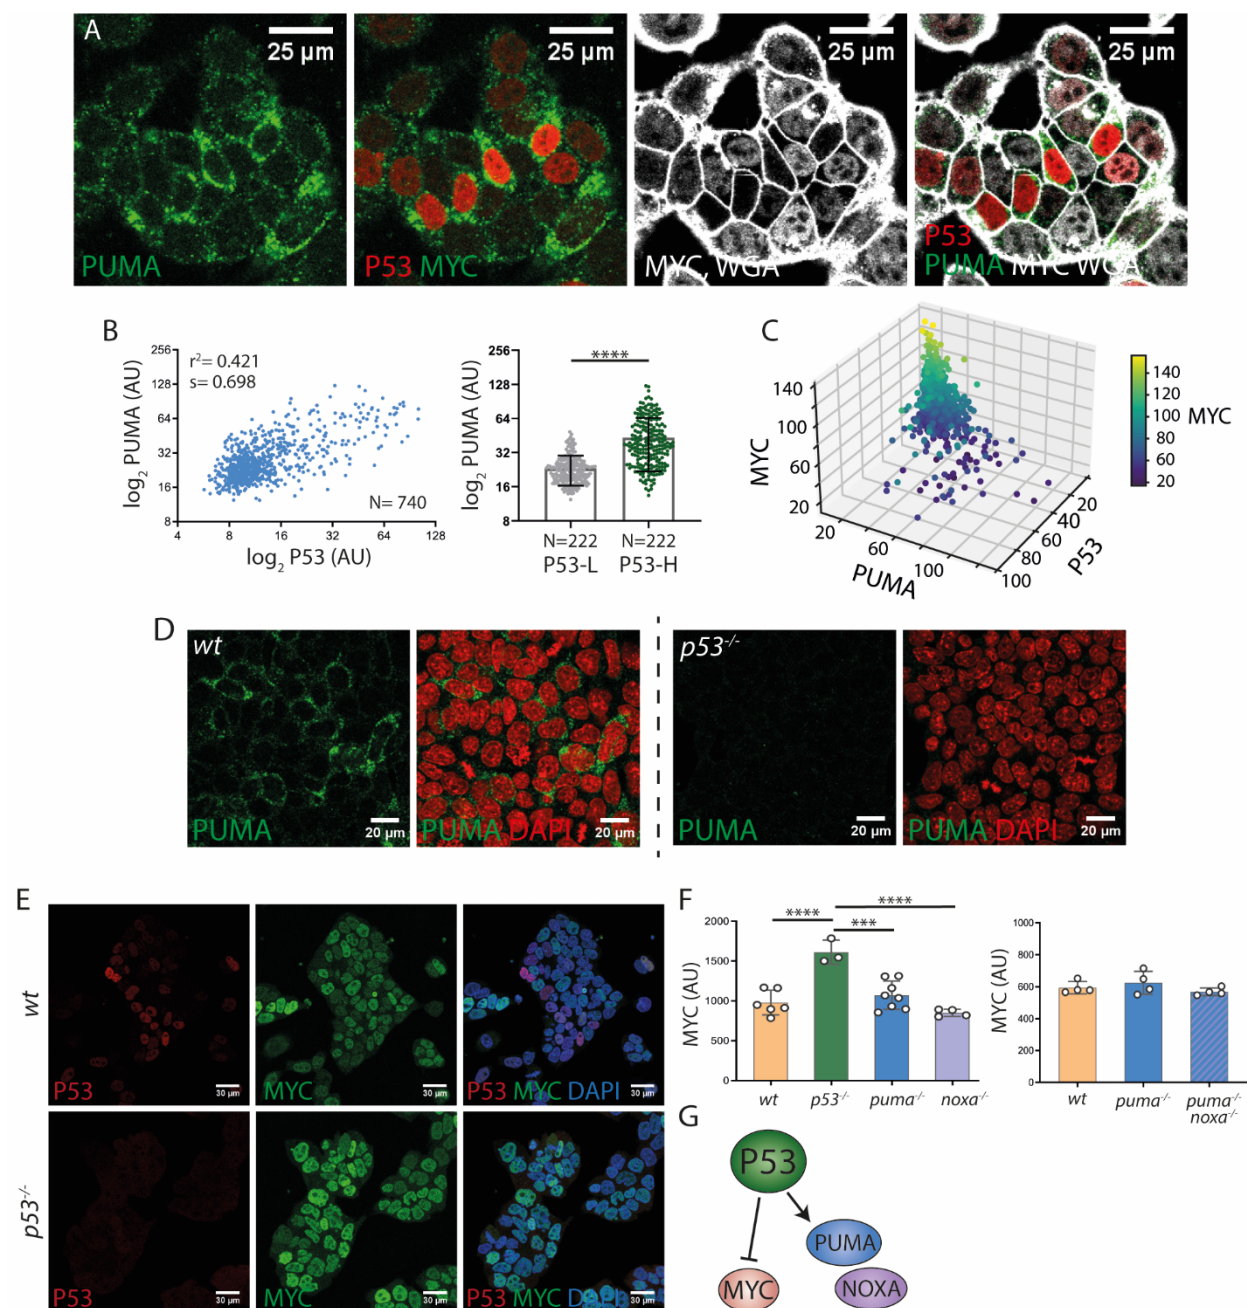 A
25 µm
25 µm
25 µm
25 µm
PUMA
P53 MYC
MYC, WGA
P53
PUMA MYC WGA
B
r²= 0.421
s= 0.698
N= 740
256
128
64
32
16
8
4 8 16 32 64 128
log₂ PUMA (AU)
log₂ P53 (AU)
****
256
128
64
32
16
8
log₂ PUMA (AU)
N=222 N=222
P53-L P53-H
C
140
120
100
80
60
40
20
MYC
20
60
100
PUMA
20
40
60
80
100
P53
140
120
100
80
60
40
20
MYC
D
wt
p53-/-
PUMA
20 µm
PUMA DAPI
20 µm
PUMA
20 µm
PUMA DAPI
20 µm
E
wt
P53
30 µm
MYC
30 µm
P53 MYC DAPI
30 µm
p53-/-
P53
30 µm
MYC
30 µm
P53 MYC DAPI
30 µm
F
****
****
***
2000
1500
1000
500
0
MYC (AU)
wt p53-/- puma-/- noxa-/-
1000
800
600
400
200
0
MYC (AU)
wt puma-/- puma-/-
noxa-/-
G
P53
PUMA
MYC
NOXA